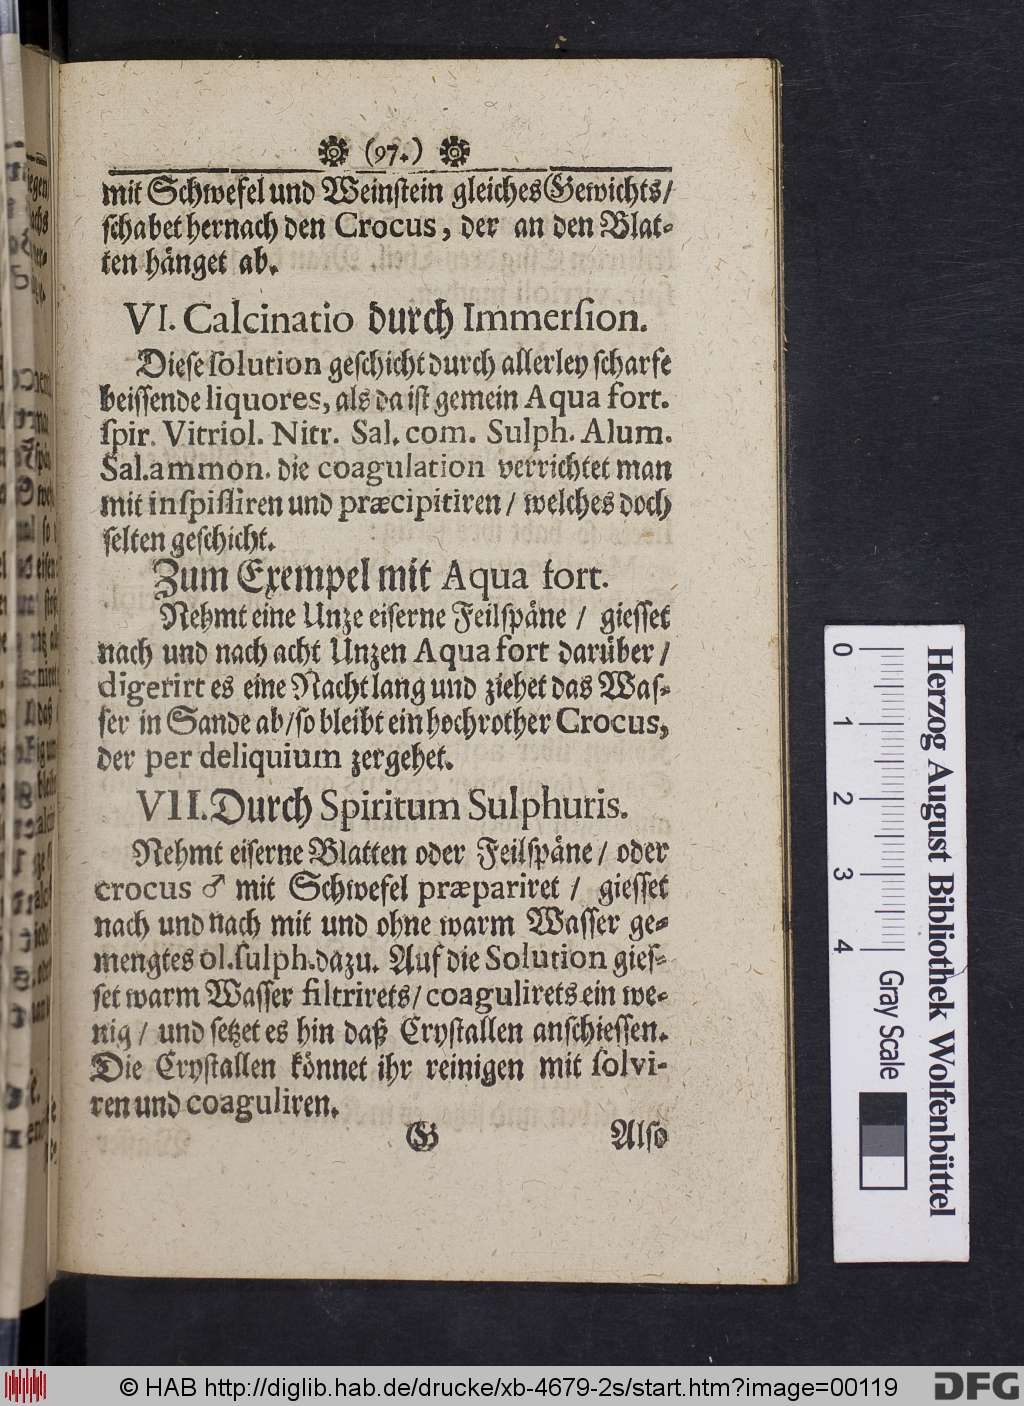 (97.)
mit Schwefel und Weinstein gleiches Gewichts/
schabet hernach den Crocus, der an den Blat-
ten hänget ab.
VI. Calcinatio durch Immersion.
Diese solution geschicht durch allerley scharfe
beissende liquores, als da ist gemein Aqua fort.
spir. Vitriol. Nitr. Sal. com. Sulph. Alum.
Sal. ammon. die coagulation verrichtet man
mit inspissiren und præcipitiren / welches doch
selten geschicht.
Zum Exempel mit Aqua fort.
Nehmt eine Unze eiserne Feilspäne / giesset
nach und nach acht Unzen Aqua fort darüber /
digerirt es eine Nacht lang und ziehet das Was-
ser in Sande ab / so bleibt ein hochrother Crocus,
der per deliquium zergehet.
VII. Durch Spiritum Sulphuris.
Nehmt eiserne Blatten oder Feilspäne / oder
crocus ♂ mit Schwefel præpariret / giesset
nach und nach mit und ohne warm Wasser ge-
mengtes ol. sulph. dazu. Auf die Solution gies-
set warm Wasser filtrirets / coagulirets ein we-
nig / und setzet es hin daß Crystallen anschiessen.
Die Crystallen könnet ihr reinigen mit solvi-
ren und coaguliren.
G Also
0 1 2 3 4
Herzog August Bibliothek Wolfenbüttel
Gray Scale
© HAB http://diglib.hab.de/drucke/xb-4679-2s/start.htm?image=00119
DFG